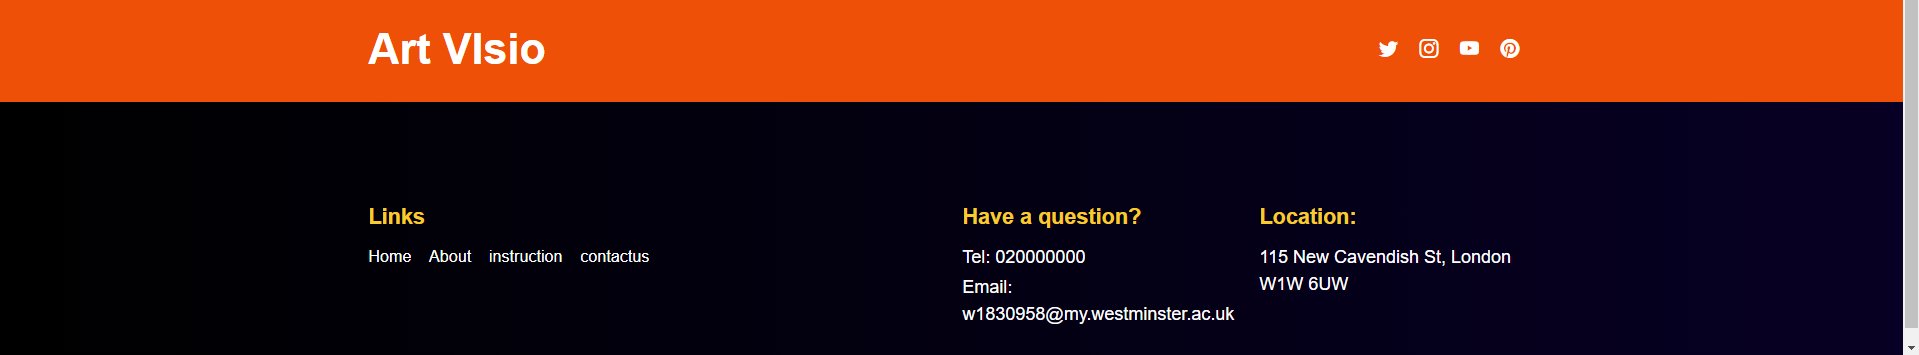 Art VIsio
Links
Home About instruction contactus
Have a question?
Tel: 020000000
Email:
w1830958@my.westminster.ac.uk
Location:
115 New Cavendish St, London
W1W 6UW